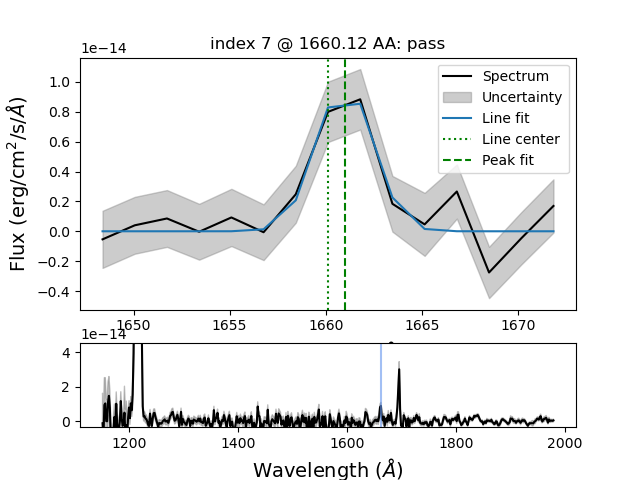 index 7 @ 1660.12 AA: pass
1e−14
Flux (erg/cm²/s/Å)
1.0
0.8
0.6
0.4
0.2
0.0
−0.2
−0.4
Spectrum
Uncertainty
Line fit
Line center
Peak fit
1650 1655 1660 1665 1670
1e−14
4
2
0
1200 1400 1600 1800 2000
Wavelength (Å)